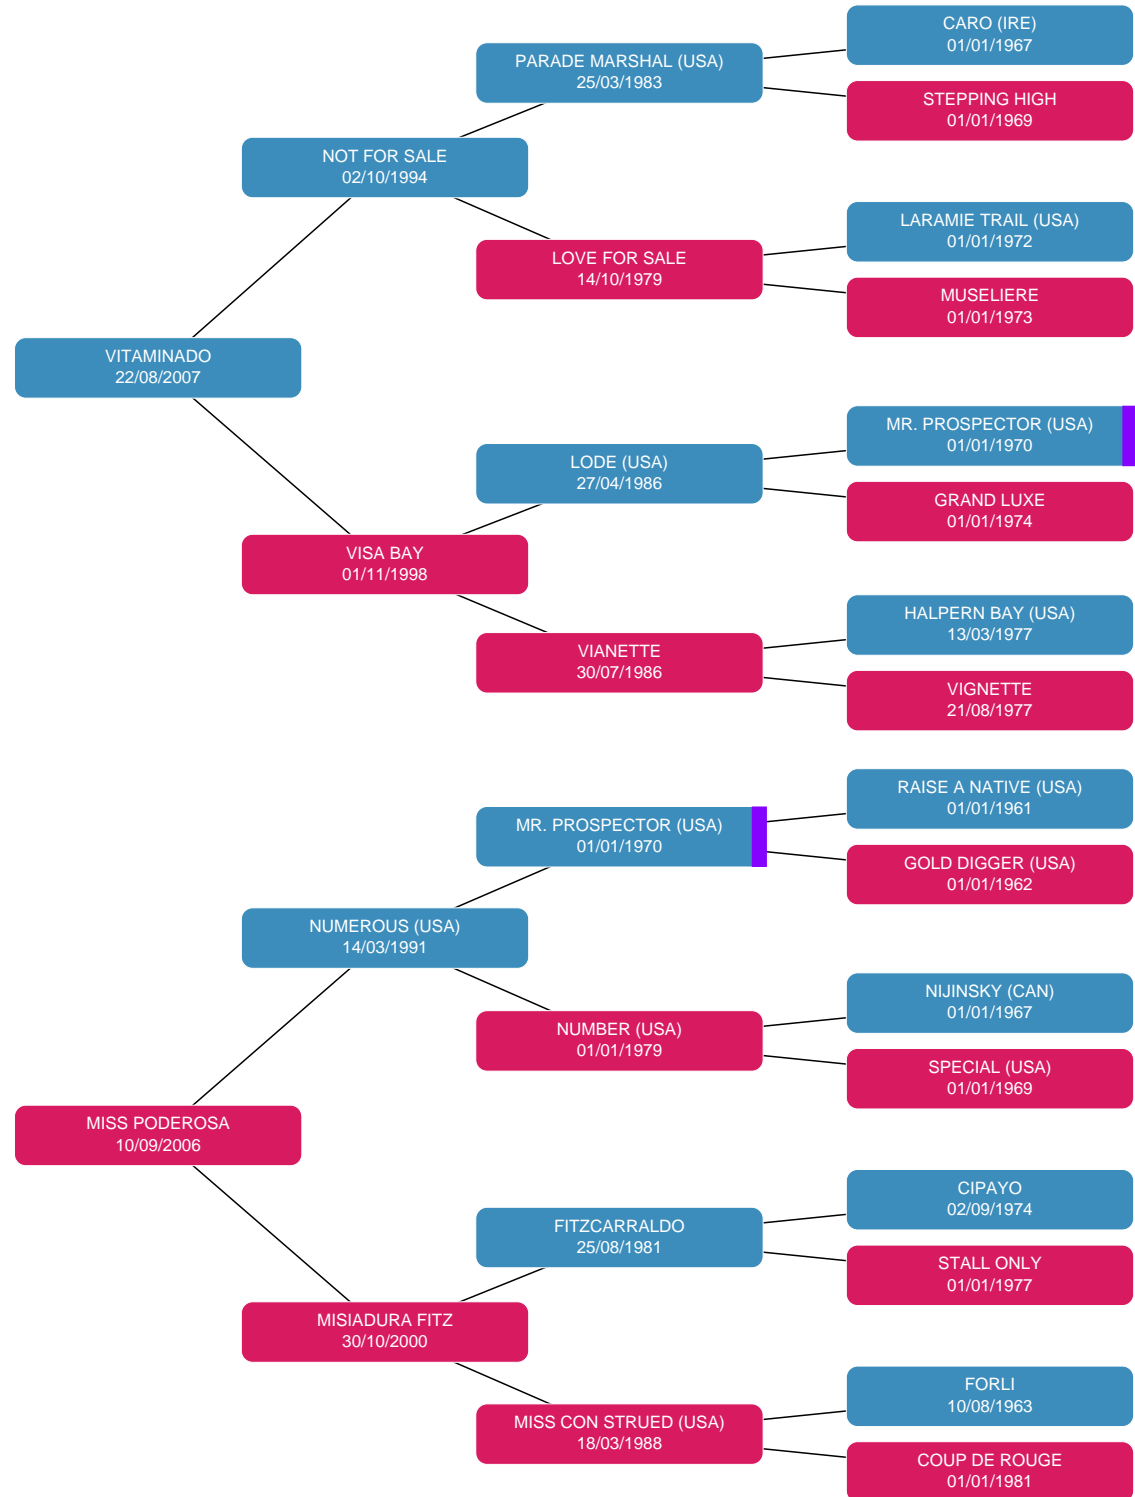 CARO (IRE)
01/01/1967
PARADE MARSHAL (USA)
25/03/1983
STEPPING HIGH
01/01/1969
NOT FOR SALE
02/10/1994
LARAMIE TRAIL (USA)
01/01/1972
LOVE FOR SALE
14/10/1979
MUSELIERE
01/01/1973
VITAMINADO
22/08/2007
MR. PROSPECTOR (USA)
01/01/1970
LODE (USA)
27/04/1986
GRAND LUXE
01/01/1974
VISA BAY
01/11/1998
HALPERN BAY (USA)
13/03/1977
VIANETTE
30/07/1986
VIGNETTE
21/08/1977
RAISE A NATIVE (USA)
01/01/1961
MR. PROSPECTOR (USA)
01/01/1970
GOLD DIGGER (USA)
01/01/1962
NUMEROUS (USA)
14/03/1991
NIJINSKY (CAN)
01/01/1967
NUMBER (USA)
01/01/1979
SPECIAL (USA)
01/01/1969
MISS PODEROSA
10/09/2006
CIPAYO
02/09/1974
FITZCARRALDO
25/08/1981
STALL ONLY
01/01/1977
MISIADURA FITZ
30/10/2000
FORLI
10/08/1963
MISS CON STRUED (USA)
18/03/1988
COUP DE ROUGE
01/01/1981